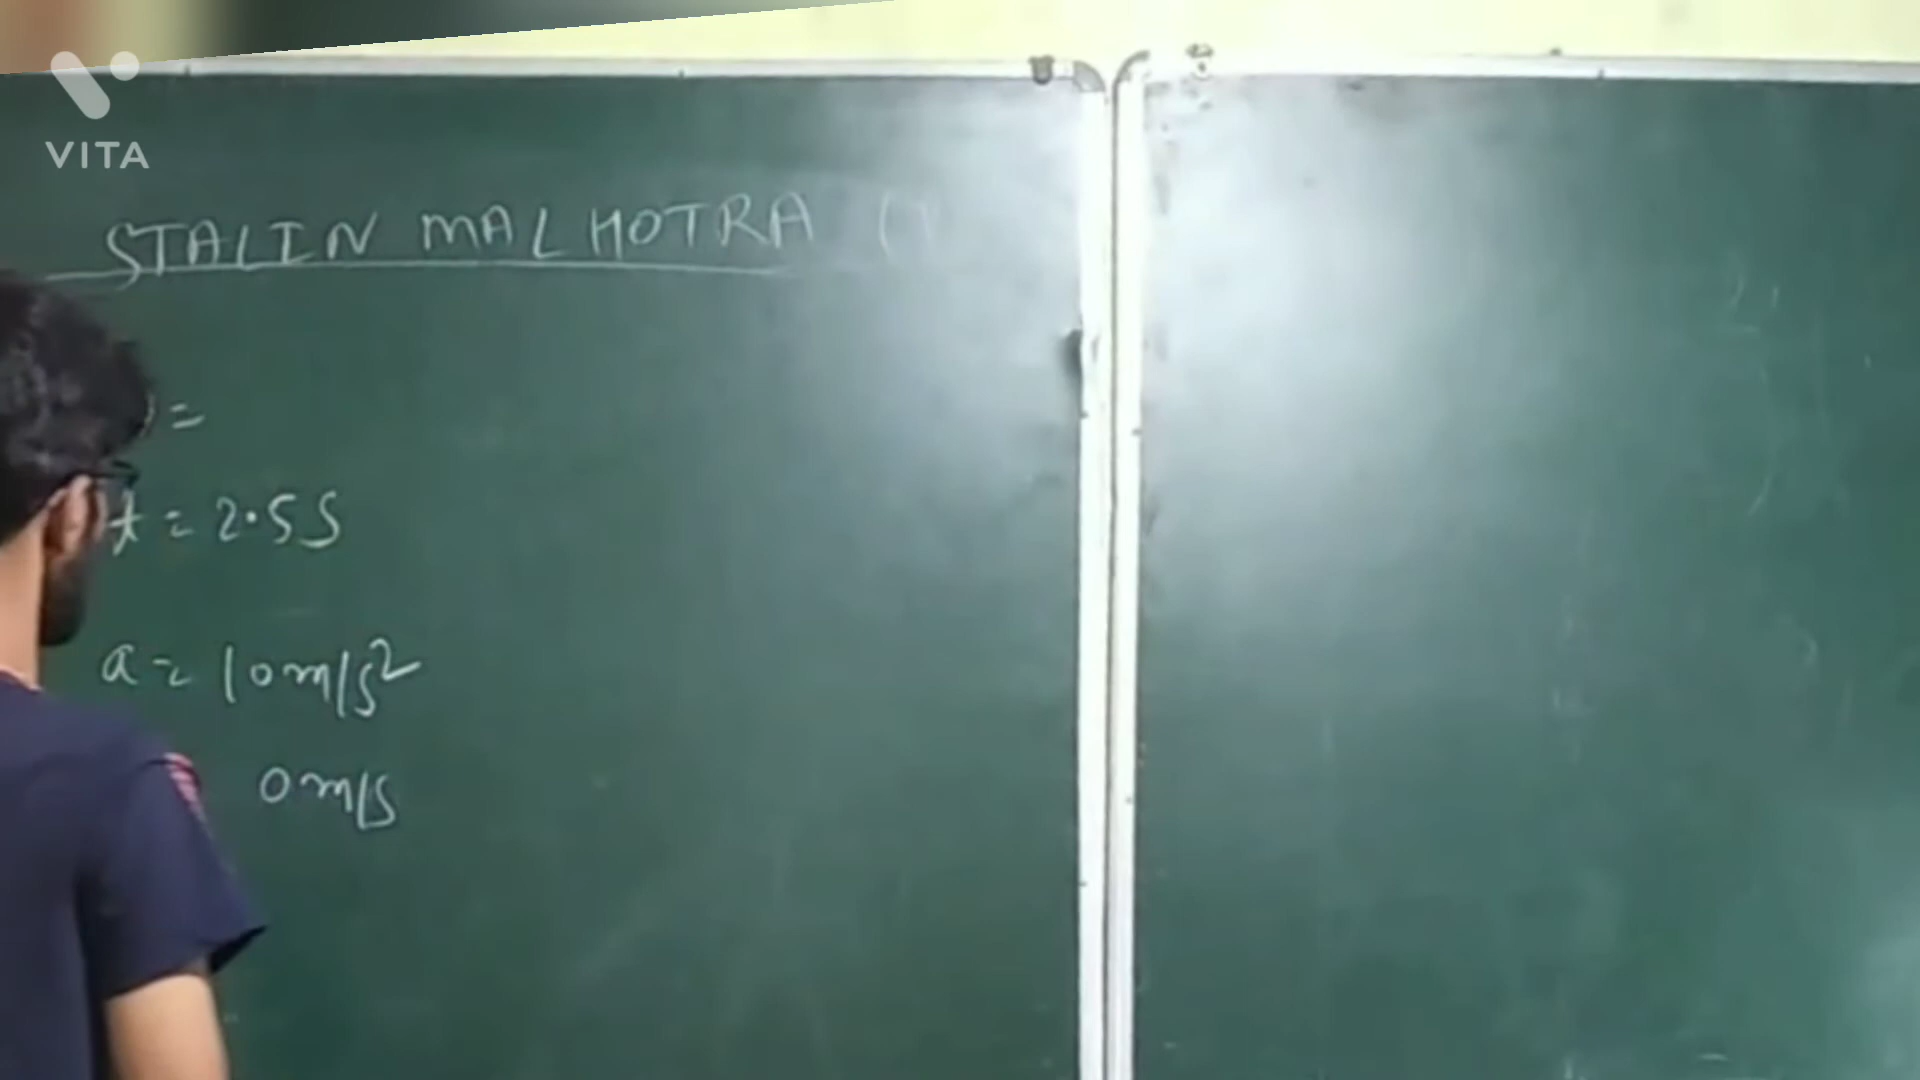 VITA
STALIN MALHOTRA (
=
t = 2.5 S
a = 10 m/s²
0 m/s